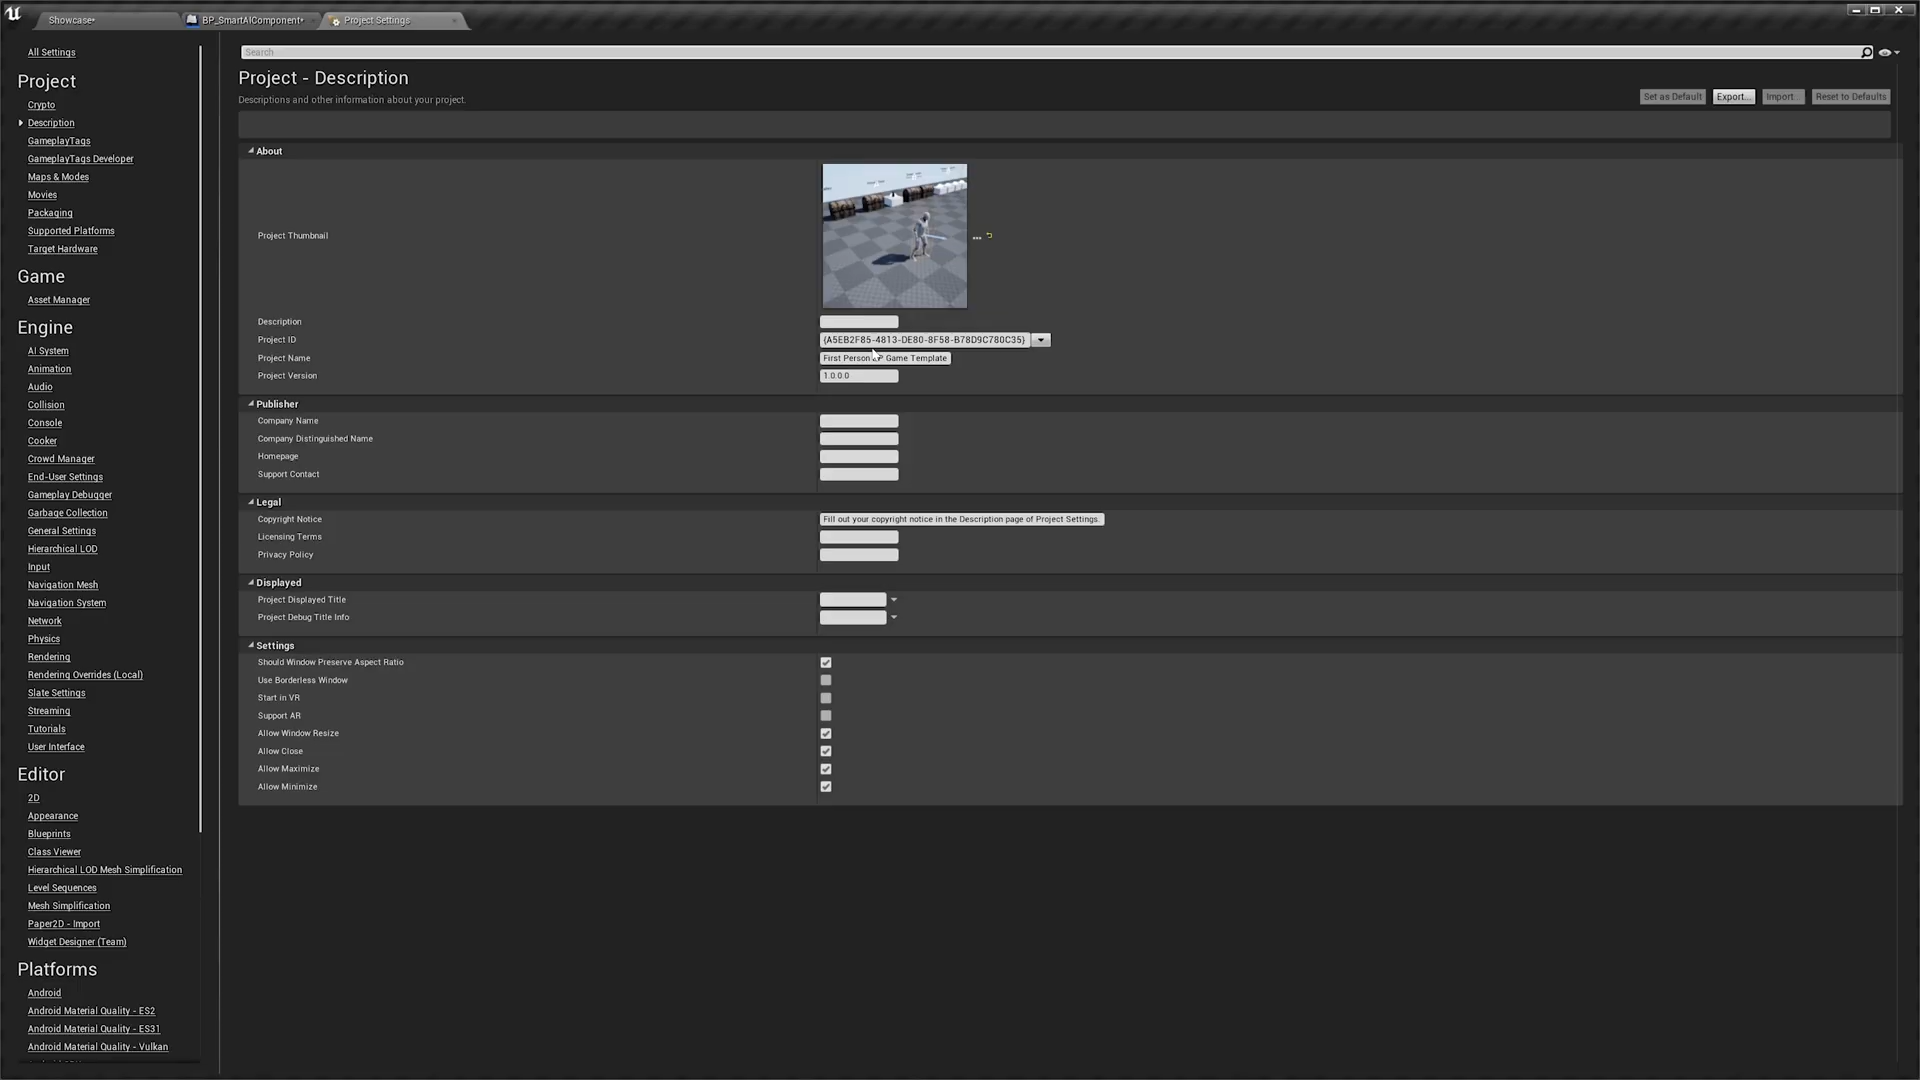 Showcase*
BP_SmartAIComponent*
Project Settings
All Settings
Project
Crypto
Description
GameplayTags
GameplayTags Developer
Maps & Modes
Movies
Packaging
Supported Platforms
Target Hardware
Game
Asset Manager
Engine
AI System
Animation
Audio
Collision
Console
Cooker
Crowd Manager
End-User Settings
Gameplay Debugger
Garbage Collection
General Settings
Hierarchical LOD
Input
Navigation Mesh
Navigation System
Network
Physics
Rendering
Rendering Overrides (Local)
Slate Settings
Streaming
Tutorials
User Interface
Editor
2D
Appearance
Blueprints
Class Viewer
Hierarchical LOD Mesh Simplification
Level Sequences
Mesh Simplification
Paper2D - Import
Widget Designer (Team)
Platforms
Android
Android Material Quality - ES2
Android Material Quality - ES31
Android Material Quality - Vulkan
Search
Project - Description
Descriptions and other information about your project.
Set as Default
Export...
Import...
Reset to Defaults
About
Project Thumbnail
Description
Project ID {A5EB2F85-4813-DE80-8F58-B78D9C780C35}
Project Name First Person Game Template
Project Version 1.0.0.0
Publisher
Company Name
Company Distinguished Name
Homepage
Support Contact
Legal
Copyright Notice Fill out your copyright notice in the Description page of Project Settings.
Licensing Terms
Privacy Policy
Displayed
Project Displayed Title
Project Debug Title Info
Settings
Should Window Preserve Aspect Ratio
Use Borderless Window
Start in VR
Support AR
Allow Window Resize
Allow Close
Allow Maximize
Allow Minimize